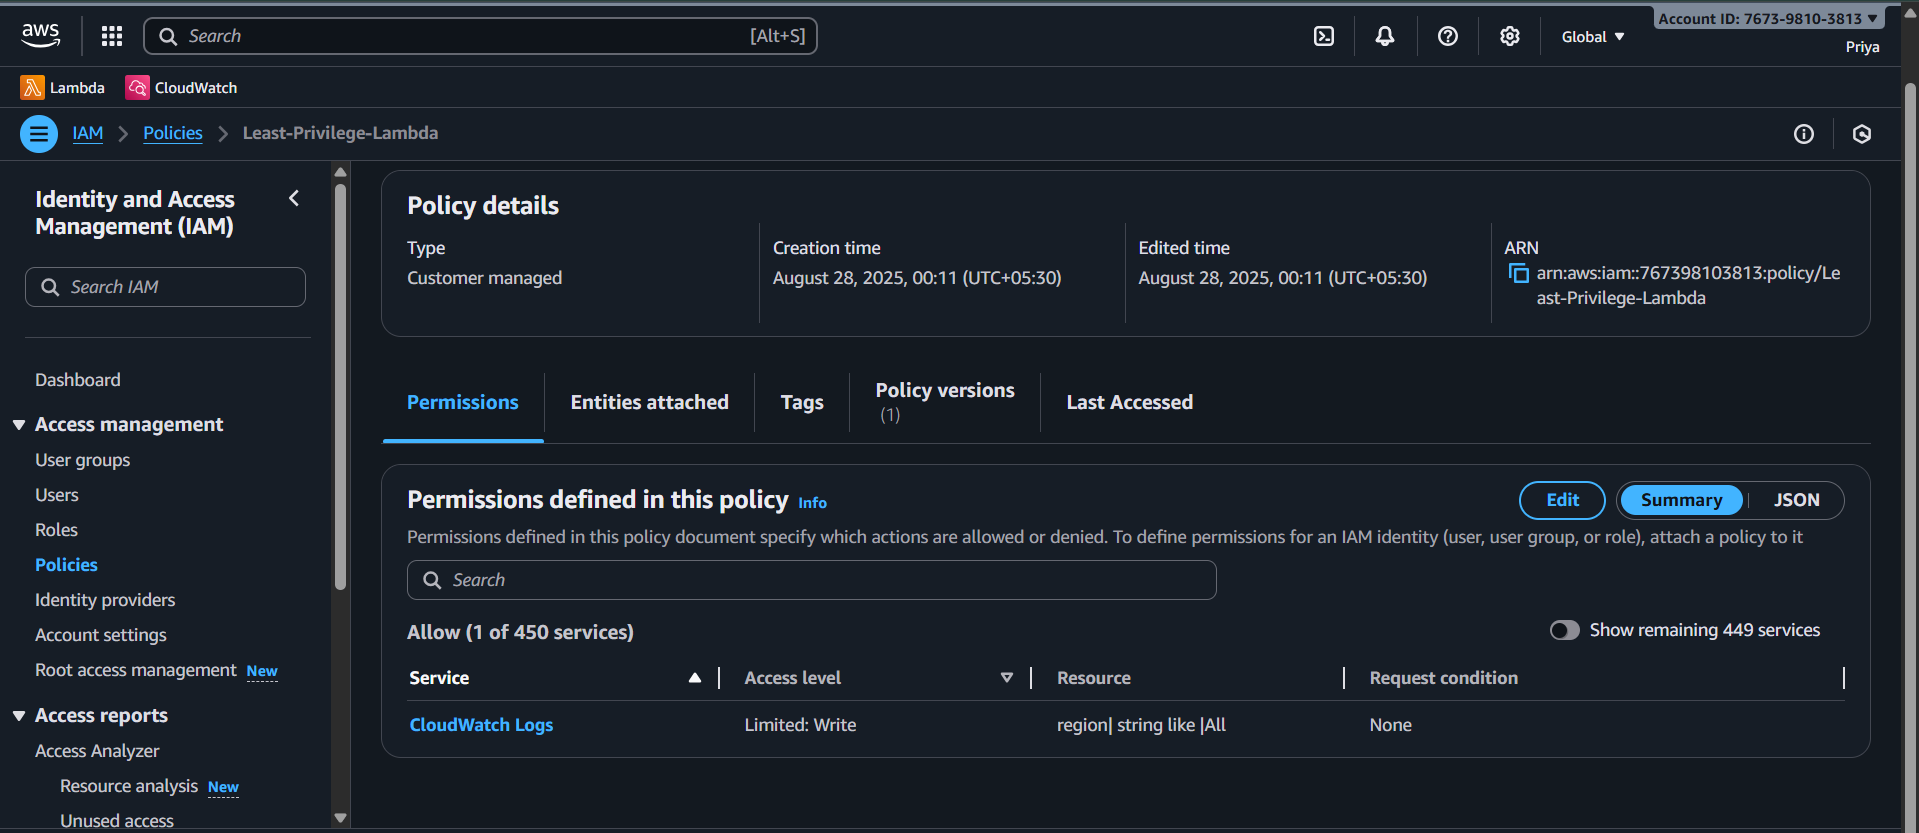 aws
Search
[Alt+S]
Global
Account ID: 7673-9810-3813
Priya
Lambda
CloudWatch
IAM
Policies
Least-Privilege-Lambda
Identity and Access
Management (IAM)
Search IAM
Dashboard
Access management
User groups
Users
Roles
Policies
Identity providers
Account settings
Root access management New
Access reports
Access Analyzer
Resource analysis New
Unused access
Policy details
Type
Customer managed
Creation time
August 28, 2025, 00:11 (UTC+05:30)
Edited time
August 28, 2025, 00:11 (UTC+05:30)
ARN
arn:aws:iam::767398103813:policy/Le
ast-Privilege-Lambda
Permissions
Entities attached
Tags
Policy versions
(1)
Last Accessed
Permissions defined in this policy Info
Edit
Summary
JSON
Permissions defined in this policy document specify which actions are allowed or denied. To define permissions for an IAM identity (user, user group, or role), attach a policy to it
Search
Allow (1 of 450 services)
Show remaining 449 services
Service
Access level
Resource
Request condition
CloudWatch Logs
Limited: Write
region| string like |All
None